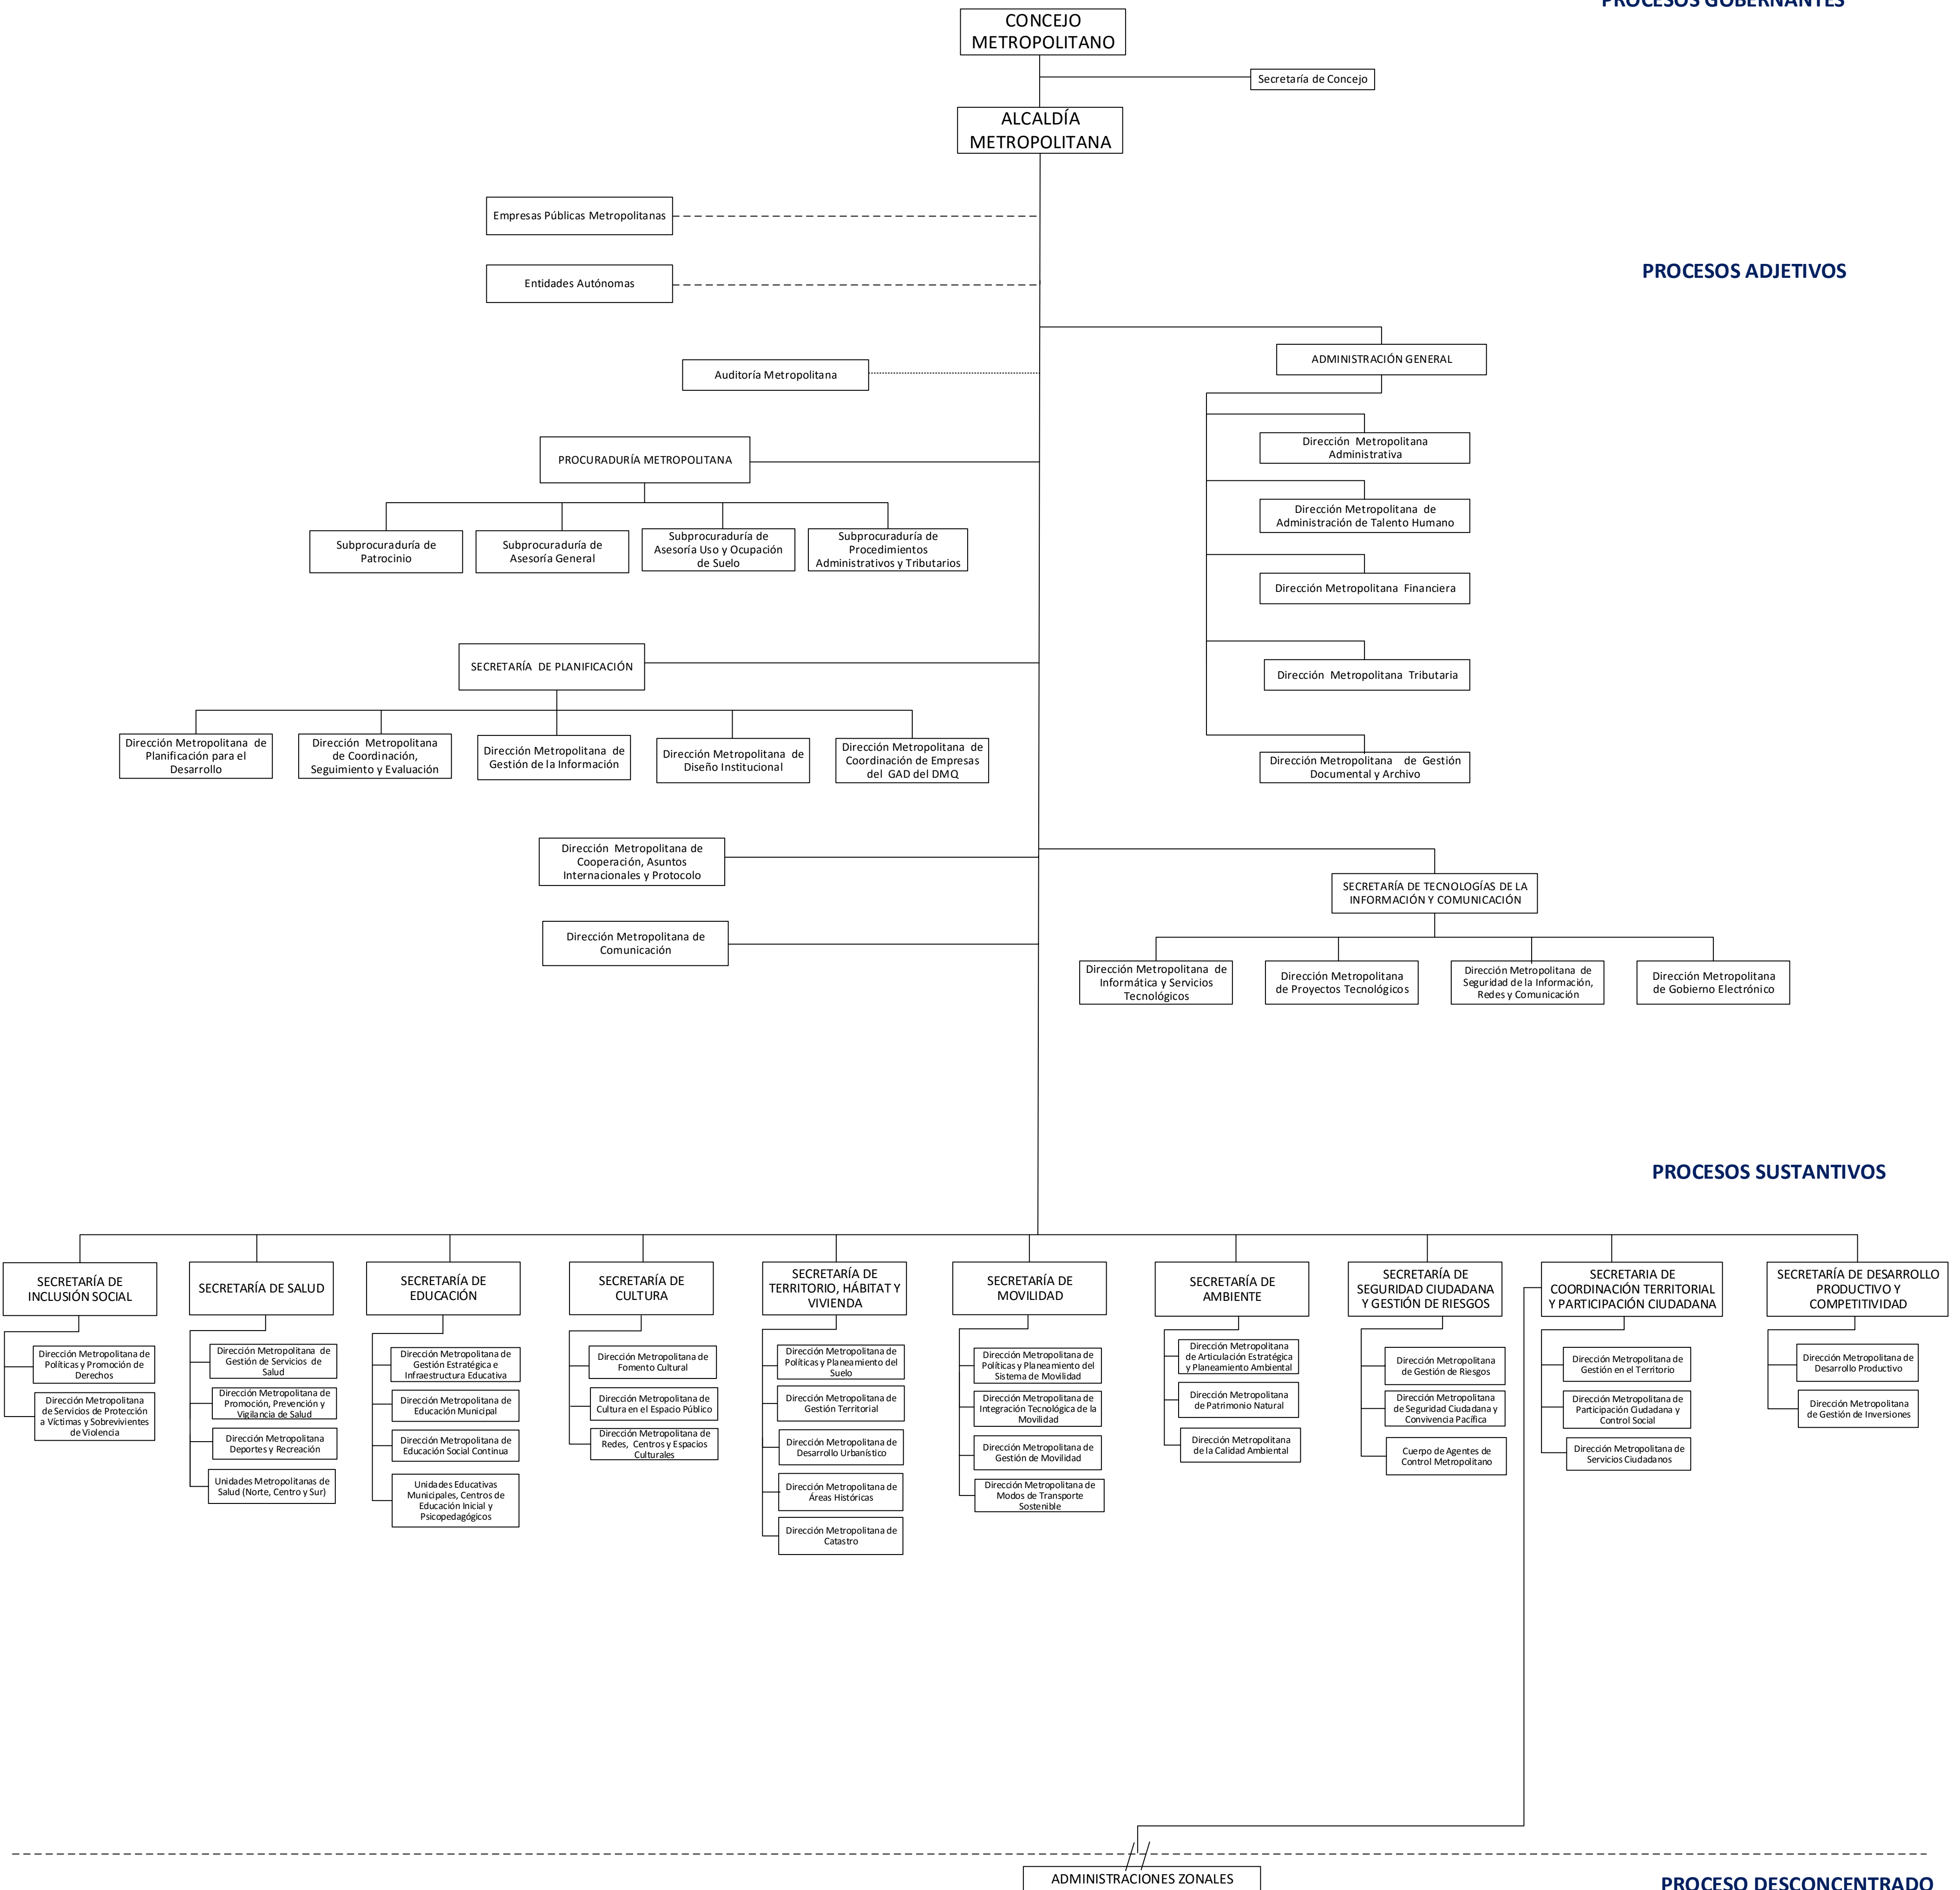 PROCESOS GOBERNANTES
CONCEJO
METROPOLITANO
Secretaría de Concejo
ALCALDÍA
METROPOLITANA
Empresas Públicas Metropolitanas
PROCESOS ADJETIVOS
Entidades Autónomas
ADMINISTRACIÓN GENERAL
Auditoría Metropolitana
Dirección Metropolitana
Administrativa
Dirección Metropolitana de
Administración de Talento Humano
Dirección Metropolitana Financiera
Dirección Metropolitana Tributaria
Dirección Metropolitana de Gestión
Documental y Archivo
PROCURADURÍA METROPOLITANA
Subprocuraduría de
Patrocinio
Subprocuraduría de
Asesoría General
Subprocuraduría de
Asesoría Uso y Ocupación
de Suelo
Subprocuraduría de
Procedimientos
Administrativos y Tributarios
SECRETARÍA DE PLANIFICACIÓN
Dirección Metropolitana de
Planificación para el
Desarrollo
Dirección Metropolitana
de Coordinación,
Seguimiento y Evaluación
Dirección Metropolitana de
Gestión de la Información
Dirección Metropolitana de
Diseño Institucional
Dirección Metropolitana de
Coordinación de Empresas
del GAD del DMQ
Dirección Metropolitana de
Cooperación, Asuntos
Internacionales y Protocolo
Dirección Metropolitana de
Comunicación
SECRETARÍA DE TECNOLOGÍAS DE LA
INFORMACIÓN Y COMUNICACIÓN
Dirección Metropolitana de
Informática y Servicios
Tecnológicos
Dirección Metropolitana
de Proyectos Tecnológicos
Dirección Metropolitana de
Seguridad de la Información,
Redes y Comunicación
Dirección Metropolitana
de Gobierno Electrónico
PROCESOS SUSTANTIVOS
SECRETARÍA DE
INCLUSIÓN SOCIAL
Dirección Metropolitana de
Políticas y Promoción de
Derechos
Dirección Metropolitana
de Servicios de Protección
a Víctimas y Sobrevivientes
de Violencia
SECRETARÍA DE SALUD
Dirección Metropolitana de
Gestión de Servicios de
Salud
Dirección Metropolitana de
Promoción, Prevención y
Vigilancia de Salud
Dirección Metropolitana
Deportes y Recreación
Unidades Metropolitanas de
Salud (Norte, Centro y Sur)
SECRETARÍA DE
EDUCACIÓN
Dirección Metropolitana de
Gestión Estratégica e
Infraestructura Educativa
Dirección Metropolitana de
Educación Municipal
Dirección Metropolitana de
Educación Social Continua
Unidades Educativas
Municipales, Centros de
Educación Inicial y
Psicopedagógicos
SECRETARÍA DE
CULTURA
Dirección Metropolitana de
Fomento Cultural
Dirección Metropolitana de
Cultura en el Espacio Público
Dirección Metropolitana de
Redes, Centros y Espacios
Culturales
SECRETARÍA DE
TERRITORIO, HÁBITAT Y
VIVIENDA
Dirección Metropolitana de
Políticas y Planeamiento del
Suelo
Dirección Metropolitana de
Gestión Territorial
Dirección Metropolitana de
Desarrollo Urbanístico
Dirección Metropolitana de
Áreas Históricas
Dirección Metropolitana de
Catastro
SECRETARÍA DE
MOVILIDAD
Dirección Metropolitana de
Políticas y Planeamiento del
Sistema de Movilidad
Dirección Metropolitana de
Integración Tecnológica de la
Movilidad
Dirección Metropolitana de
Gestión de Movilidad
Dirección Metropolitana de
Modos de Transporte
Sostenible
SECRETARÍA DE
AMBIENTE
Dirección Metropolitana
de Articulación Estratégica
y Planeamiento Ambiental
Dirección Metropolitana
de Patrimonio Natural
Dirección Metropolitana
de la Calidad Ambiental
SECRETARÍA DE
SEGURIDAD CIUDADANA
Y GESTIÓN DE RIESGOS
Dirección Metropolitana
de Gestión de Riesgos
Dirección Metropolitana
de Seguridad Ciudadana y
Convivencia Pacífica
Cuerpo de Agentes de
Control Metropolitano
SECRETARIA DE
COORDINACIÓN TERRITORIAL
Y PARTICIPACIÓN CIUDADANA
Dirección Metropolitana de
Gestión en el Territorio
Dirección Metropolitana de
Participación Ciudadana y
Control Social
Dirección Metropolitana de
Servicios Ciudadanos
SECRETARÍA DE DESARROLLO
PRODUCTIVO Y
COMPETITIVIDAD
Dirección Metropolitana de
Desarrollo Productivo
Dirección Metropolitana
de Gestión de Inversiones
ADMINISTRACIONES ZONALES
PROCESO DESCONCENTRADO